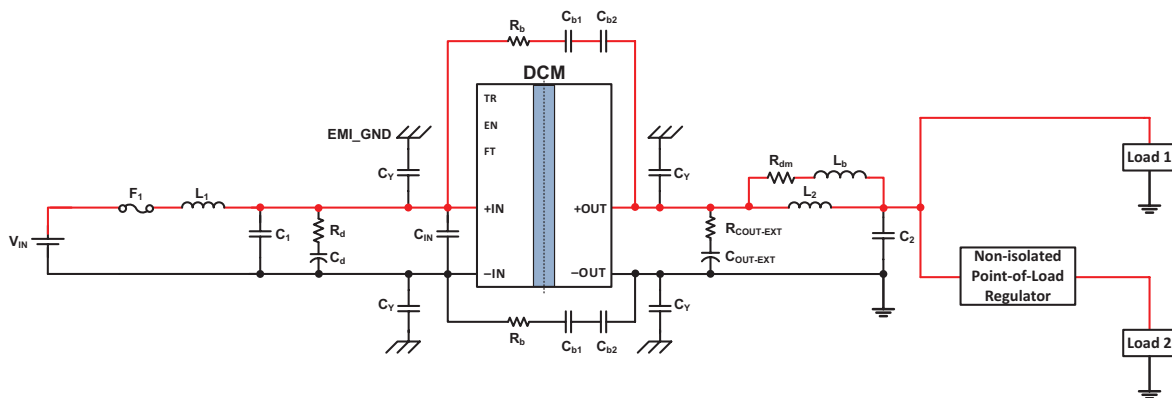 Rb
Cb1
Cb2
DCM
TR
EN
FT
EMI_GND
CY
CY
F1
L1
+IN
+OUT
Rdm
Lb
L2
Load 1
VIN
C1
Rd
Cd
CIN
RCOUT-EXT
COUT-EXT
C2
–IN
–OUT
Non-isolated
Point-of-Load
Regulator
CY
CY
Rb
Cb1
Cb2
Load 2